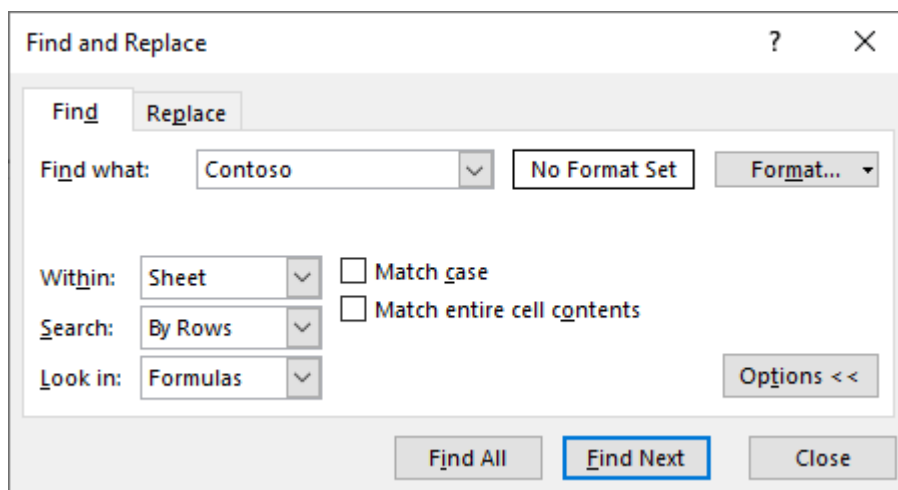 Find and Replace ? ×
Find Replace
Find what: Contoso No Format Set Format...
Within: Sheet Match case
Match entire cell contents
Search: By Rows
Look in: Formulas Options <<
Find All Find Next Close